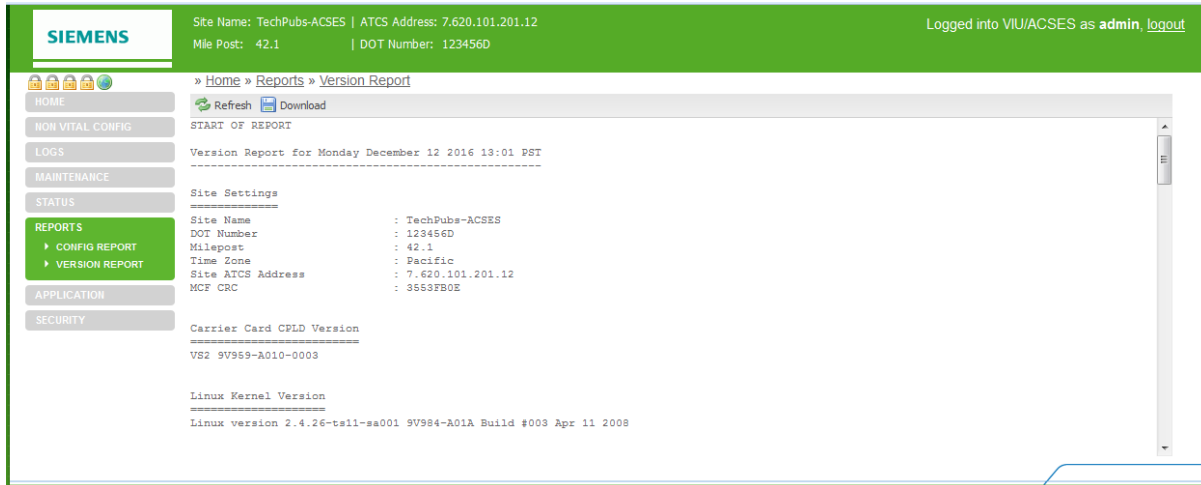 SIEMENS
Site Name: TechPubs-ACSES | ATCS Address: 7.620.101.201.12
Mile Post: 42.1 | DOT Number: 123456D
Logged into VIU/ACSES as admin, logout
» Home » Reports » Version Report
HOME
NON VITAL CONFIG
LOGS
MAINTENANCE
STATUS
REPORTS
CONFIG REPORT
VERSION REPORT
APPLICATION
SECURITY
Refresh Download
START OF REPORT
Version Report for Monday December 12 2016 13:01 PST
----------------------------------------------------
Site Settings
=============
Site Name : TechPubs-ACSES
DOT Number : 123456D
Milepost : 42.1
Time Zone : Pacific
Site ATCS Address : 7.620.101.201.12
MCF CRC : 3553FB0E
Carrier Card CPLD Version
=========================
VS2 9V959-A010-0003
Linux Kernel Version
====================
Linux version 2.4.26-ts11-sa001 9V984-A01A Build #003 Apr 11 2008